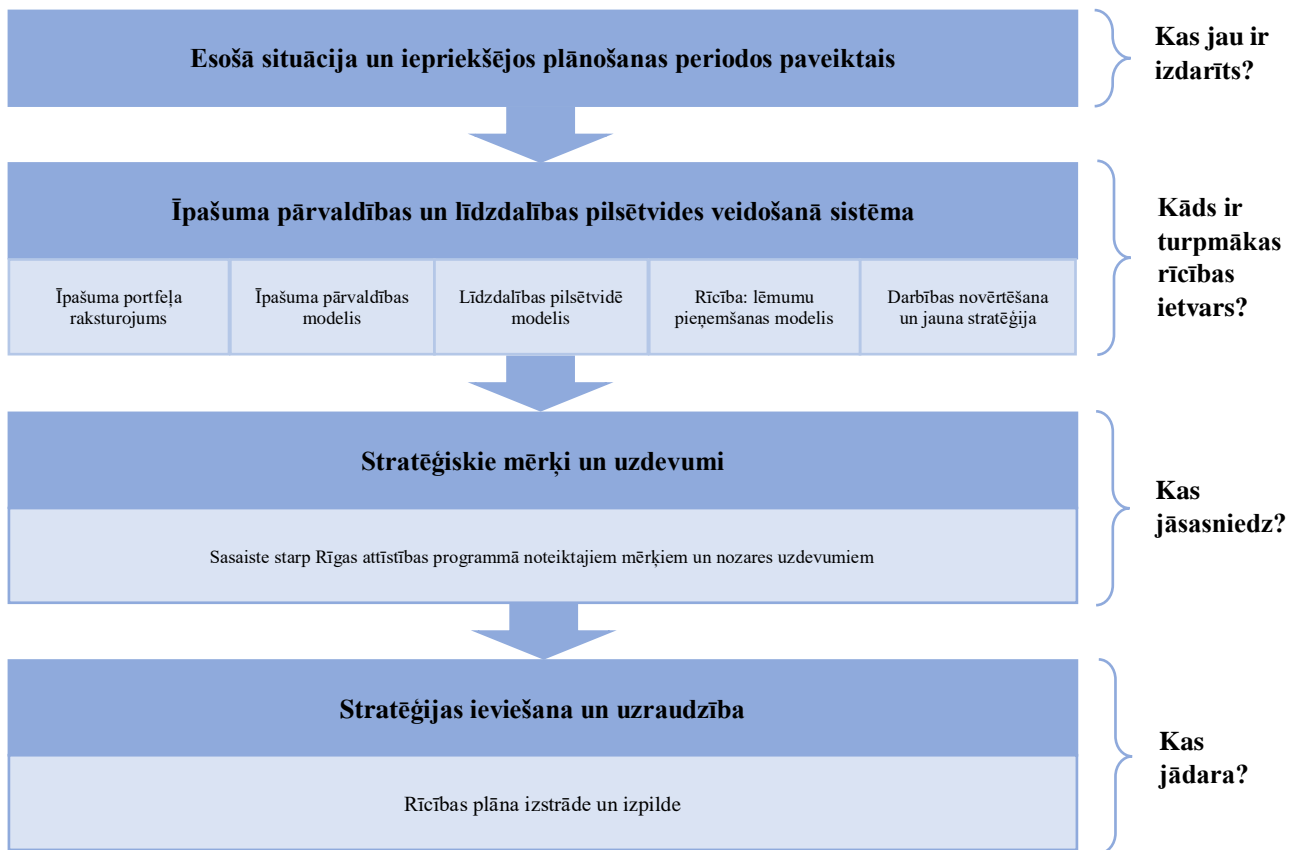 Esošā situācija un iepriekšējos plānošanas periodos paveiktais
Kas jau ir
izdarīts?
Īpašuma pārvaldības un līdzdalības pilsētvides veidošanā sistēma
Īpašuma portfeļa
raksturojums
Īpašuma pārvaldības
modelis
Līdzdalības pilsētvidē
modelis
Rīcība: lēmumu
pieņemšanas modelis
Darbības novērtēšana
un jauna stratēģija
Kāds ir
turpmākas
rīcības
ietvars?
Stratēģiskie mērķi un uzdevumi
Sasaiste starp Rīgas attīstības programmā noteiktajiem mērķiem un nozares uzdevumiem
Kas
jāsasniedz?
Stratēģijas ieviešana un uzraudzība
Rīcības plāna izstrāde un izpilde
Kas
jādara?